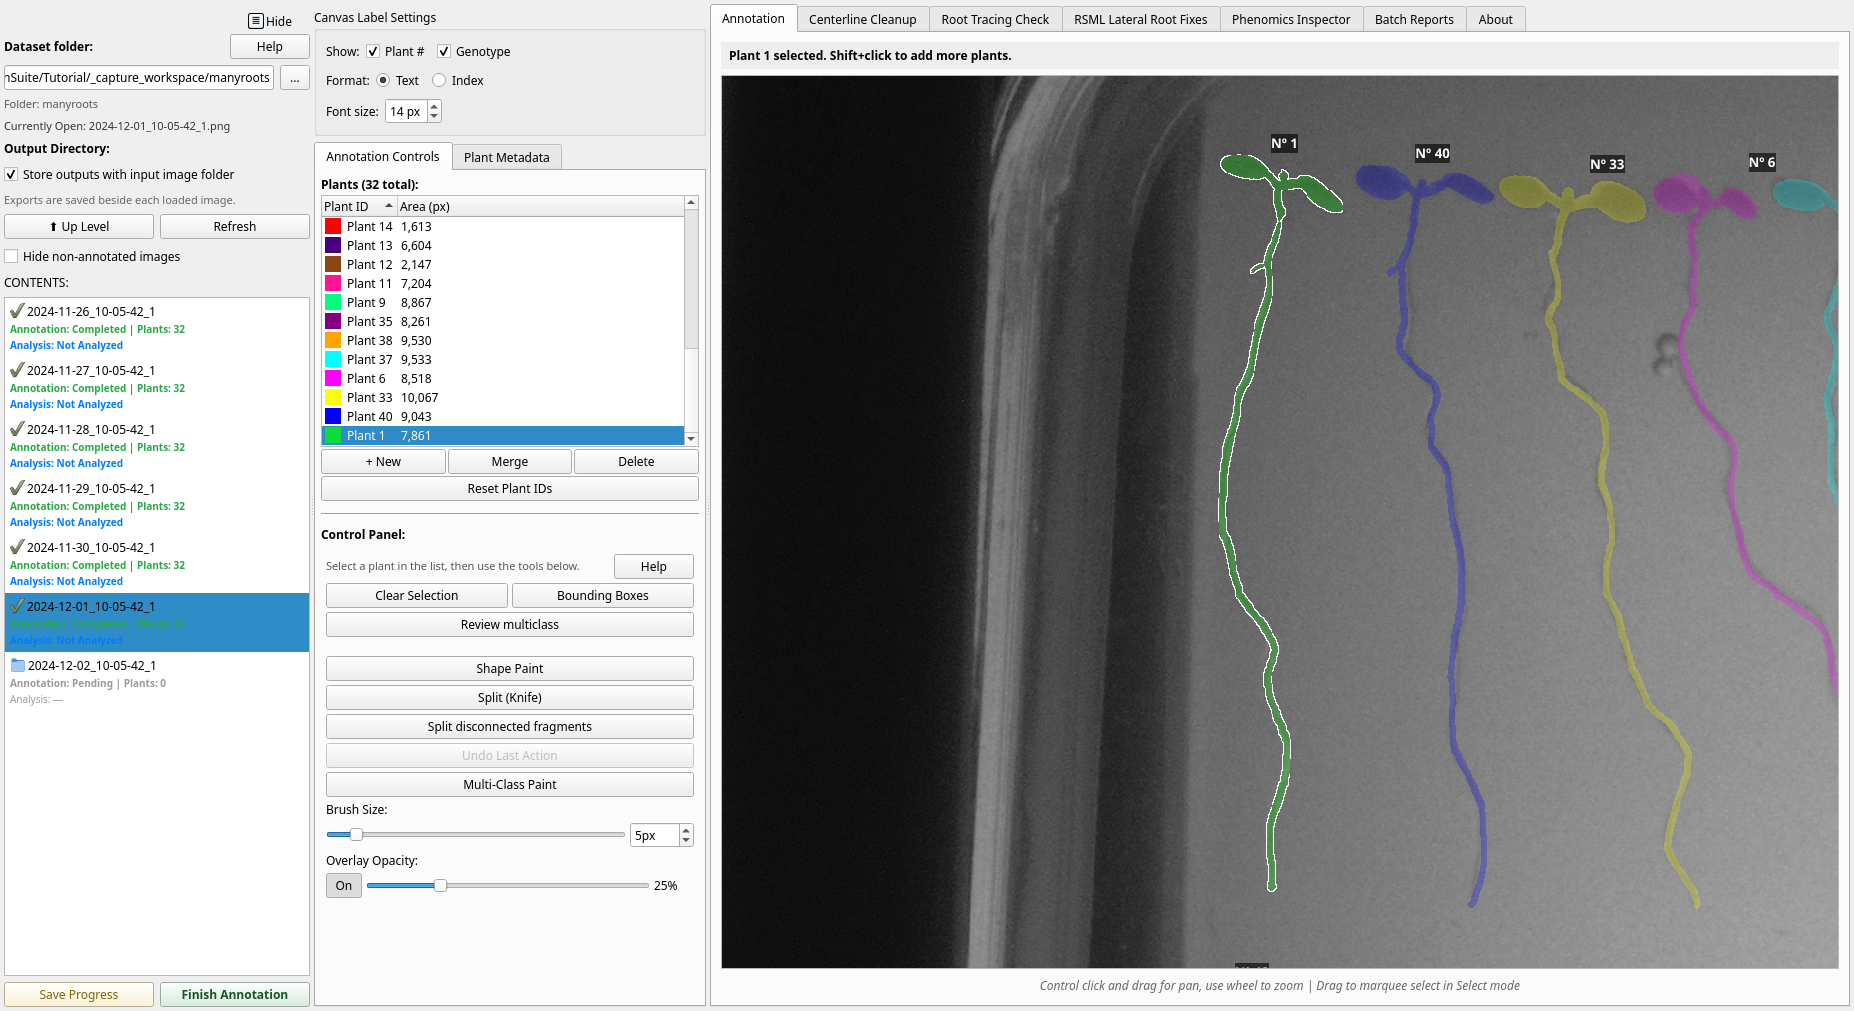 Hide
Dataset folder:
Help
nSuite/Tutorial/_capture_workspace/manyroots
...
Folder: manyroots
Currently Open: 2024-12-01_10-05-42_1.png
Output Directory:
Store outputs with input image folder
Exports are saved beside each loaded image.
Up Level
Refresh
Hide non-annotated images
CONTENTS:
2024-11-26_10-05-42_1
Annotation: Completed | Plants: 32
Analysis: Not Analyzed
2024-11-27_10-05-42_1
Annotation: Completed | Plants: 32
Analysis: Not Analyzed
2024-11-28_10-05-42_1
Annotation: Completed | Plants: 32
Analysis: Not Analyzed
2024-11-29_10-05-42_1
Annotation: Completed | Plants: 32
Analysis: Not Analyzed
2024-11-30_10-05-42_1
Annotation: Completed | Plants: 32
Analysis: Not Analyzed
2024-12-01_10-05-42_1
Annotation: Completed | Plants: 32
Analysis: Not Analyzed
2024-12-02_10-05-42_1
Annotation: Pending | Plants: 0
Analysis: —
Save Progress
Finish Annotation
Canvas Label Settings
Show: Plant # Genotype
Format: Text Index
Font size: 14 px
Annotation Controls
Plant Metadata
Plants (32 total):
Plant ID Area (px)
Plant 14 1,613
Plant 13 6,604
Plant 12 2,147
Plant 11 7,204
Plant 9 8,867
Plant 35 8,261
Plant 38 9,530
Plant 37 9,533
Plant 6 8,518
Plant 33 10,067
Plant 40 9,043
Plant 1 7,861
+ New
Merge
Delete
Reset Plant IDs
Control Panel:
Select a plant in the list, then use the tools below.
Help
Clear Selection
Bounding Boxes
Review multiclass
Shape Paint
Split (Knife)
Split disconnected fragments
Undo Last Action
Multi-Class Paint
Brush Size:
5px
Overlay Opacity:
On
25%
Annotation
Centerline Cleanup
Root Tracing Check
RSML Lateral Root Fixes
Phenomics Inspector
Batch Reports
About
Plant 1 selected. Shift+click to add more plants.
Nº 1
Nº 40
Nº 33
Nº 6
Control click and drag for pan, use wheel to zoom | Drag to marquee select in Select mode